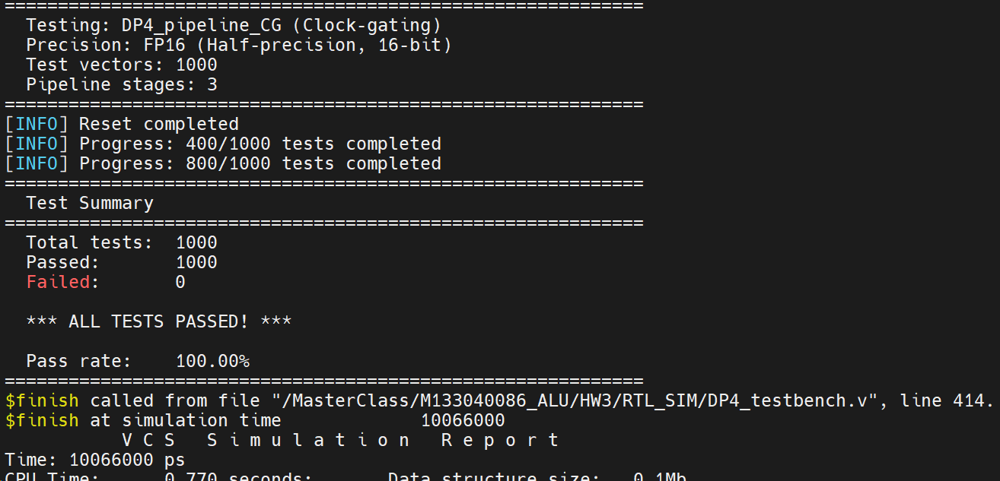 ============================================================
  Testing: DP4_pipeline_CG (Clock-gating)
  Precision: FP16 (Half-precision, 16-bit)
  Test vectors: 1000
  Pipeline stages: 3
============================================================
[INFO] Reset completed
[INFO] Progress: 400/1000 tests completed
[INFO] Progress: 800/1000 tests completed
============================================================
  Test Summary
============================================================
  Total tests:  1000
  Passed:       1000
  Failed:       0
  *** ALL TESTS PASSED! ***
  Pass rate:    100.00%
============================================================
$finish called from file "/MasterClass/M133040086_ALU/HW3/RTL_SIM/DP4_testbench.v", line 414.
$finish at simulation time             10066000
           V C S   S i m u l a t i o n   R e p o r t
Time: 10066000 ps
CPU Time:      0.770 seconds;       Data structure size:   0.1Mb